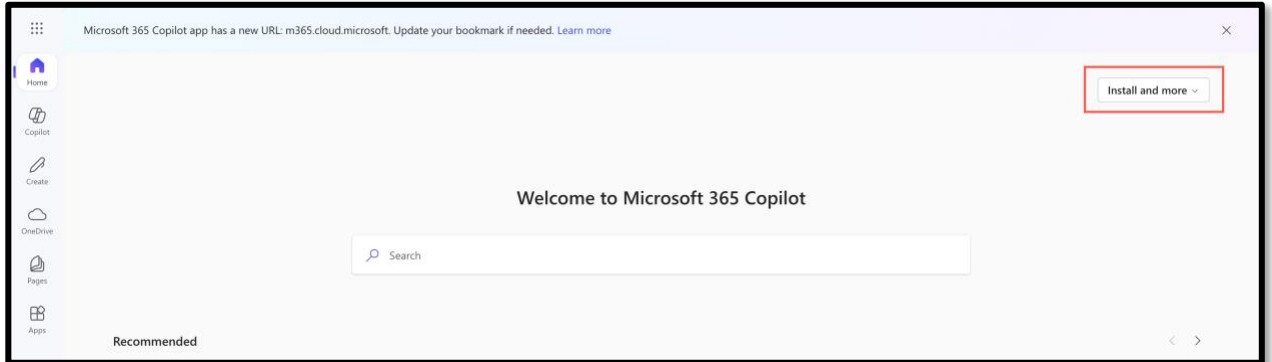 Microsoft 365 Copilot app has a new URL: m365.cloud.microsoft. Update your bookmark if needed. Learn more
Home
Install and more
Copilot
Create
Welcome to Microsoft 365 Copilot
OneDrive
Search
Pages
Apps
Recommended